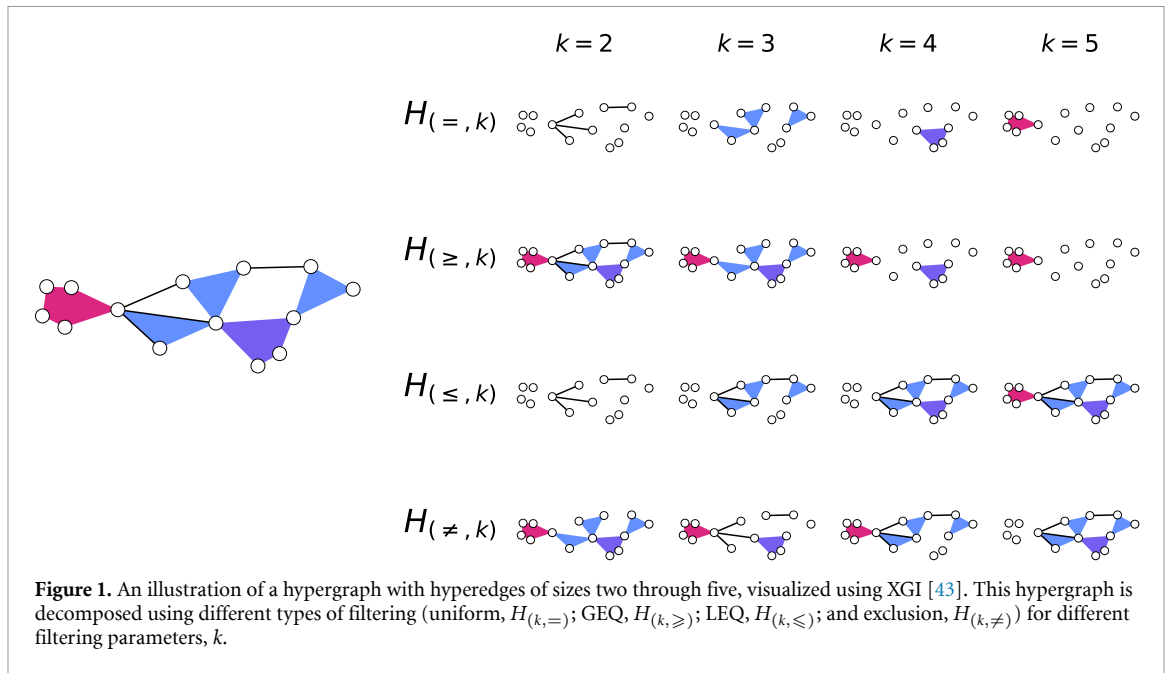 k = 2 k = 3 k = 4 k = 5
H(=, k)
H(≥, k)
H(≤, k)
H(≠, k)
Figure 1. An illustration of a hypergraph with hyperedges of sizes two through five, visualized using XGI [43]. This hypergraph is
decomposed using different types of filtering (uniform, H(k,=); GEQ, H(k,⩾); LEQ, H(k,⩽); and exclusion, H(k,≠)) for different
filtering parameters, k.